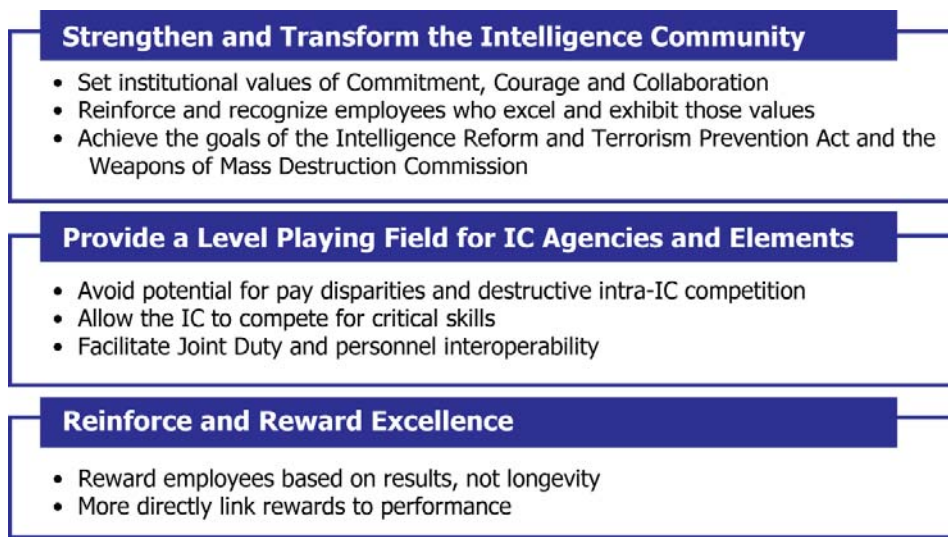 Strengthen and Transform the Intelligence Community
• Set institutional values of Commitment, Courage and Collaboration
• Reinforce and recognize employees who excel and exhibit those values
• Achieve the goals of the Intelligence Reform and Terrorism Prevention Act and the
Weapons of Mass Destruction Commission
Provide a Level Playing Field for IC Agencies and Elements
• Avoid potential for pay disparities and destructive intra-IC competition
• Allow the IC to compete for critical skills
• Facilitate Joint Duty and personnel interoperability
Reinforce and Reward Excellence
• Reward employees based on results, not longevity
• More directly link rewards to performance